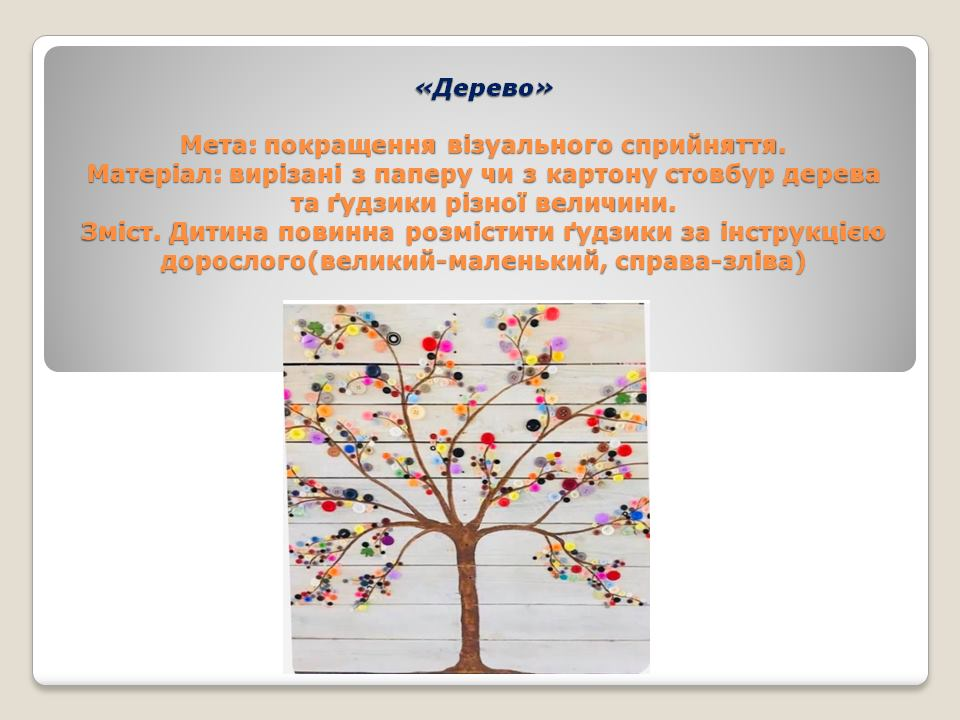 «Дерево»
Мета: покращення візуального сприйняття.
Матеріал: вирізані з паперу чи з картону стовбур дерева
та ґудзики різної величини.
Зміст. Дитина повинна розмістити ґудзики за інструкцією
дорослого(великий-маленький, справа-зліва)